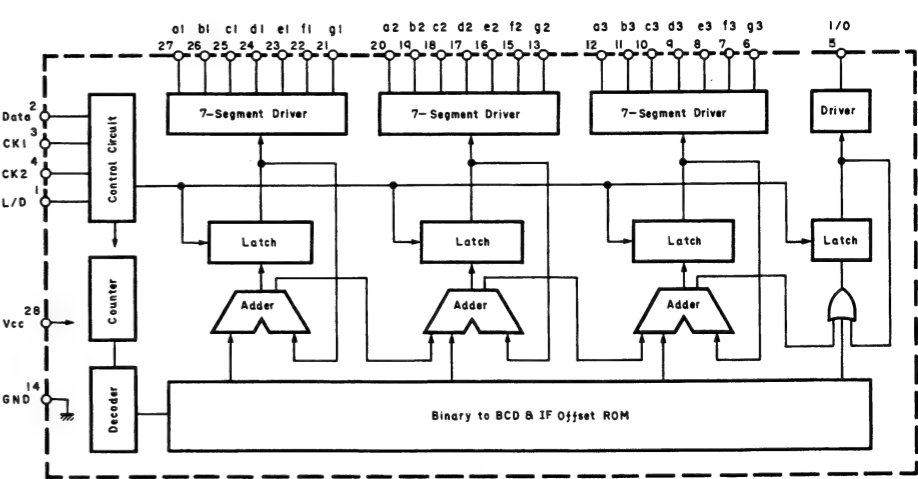 a1 b1 c1 d1 e1 f1 g1 a2 b2 c2 d2 e2 f2 g2 a3 b3 c3 d3 e3 f3 g3 I/O
27 26 25 24 23 22 21 20 19 18 17 16 15 13 12 11 10 9 8 7 6 5
7-Segment Driver 7- Segment Driver 7-Segment Driver Driver
Data 2
CK1 3
CK2 4
L/D 1
Control Circuit
Latch Latch Latch Latch
Counter
Adder Adder Adder
Vcc 28
GND 14
Decoder
Binary to BCD & IF Offset ROM